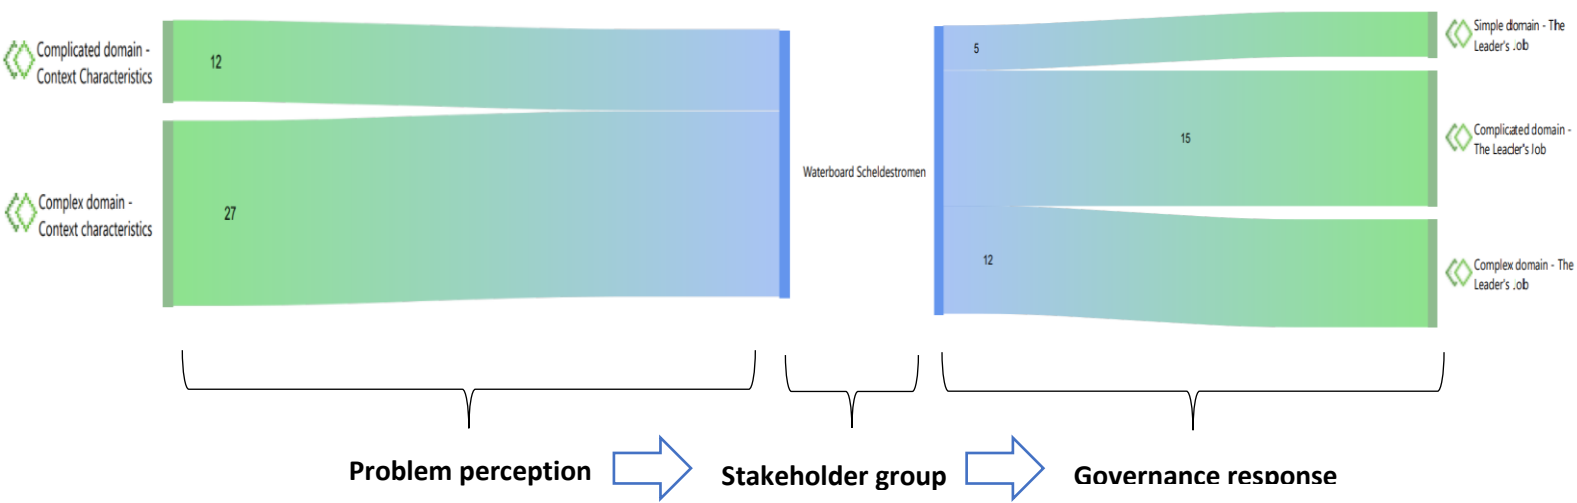 Complicated domain -
Context Characteristics
12
Complex domain -
Context characteristics
27
Waterboard Scheldestromen
5
Simple domain - The
Leader's Job
15
Complicated domain -
The Leader's Job
12
Complex domain - The
Leader's Job
Problem perception
Stakeholder group
Governance response